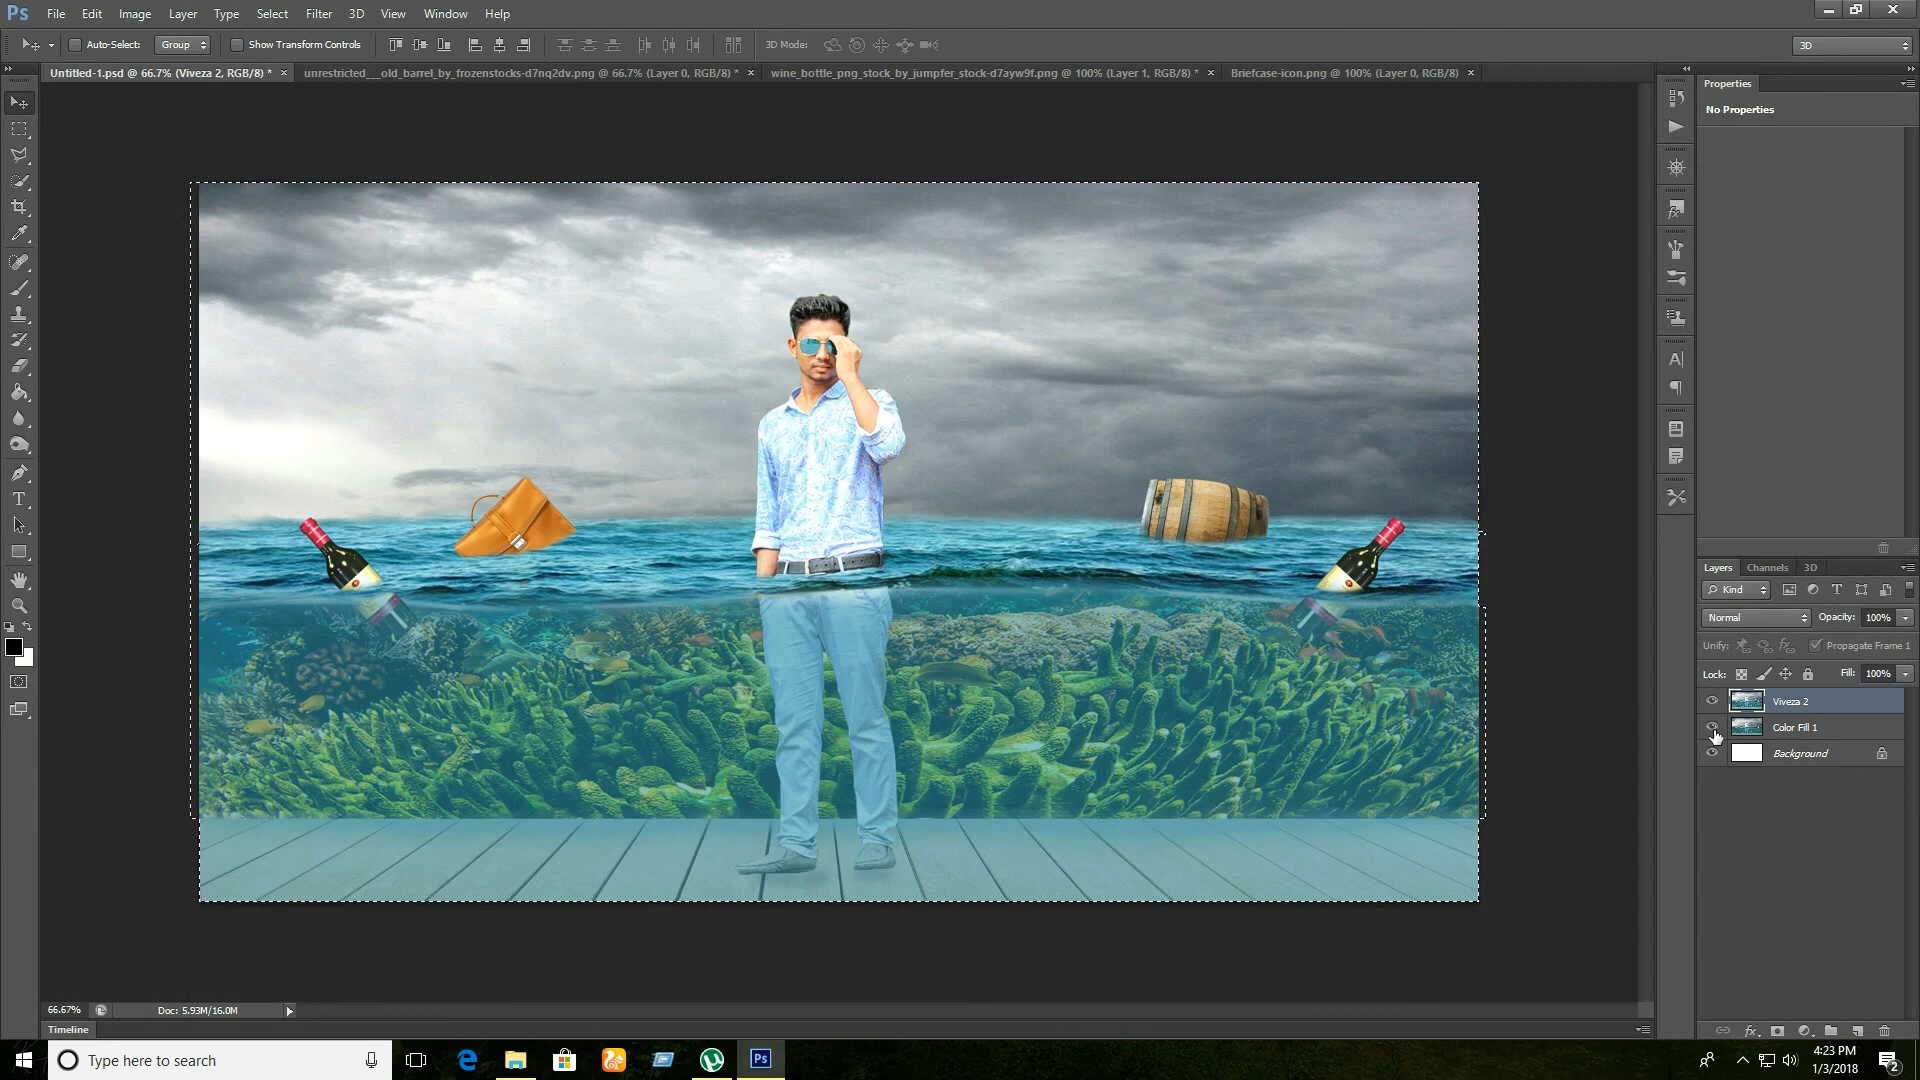 Ps File Edit Image Layer Type Select Filter 3D View Window Help
Auto-Select: Group Show Transform Controls 3D Mode: 3D
Untitled-1.psd @ 66.7% (Viveza 2, RGB/8) * × unrestricted___old_barrel_by_frozenstocks-d7nq2dv.png @ 66.7% (Layer 0, RGB/8) * × wine_bottle_png_stock_by_jumpfer_stock-d7ayw9f.png @ 100% (Layer 1, RGB/8) * × Briefcase-icon.png @ 100% (Layer 0, RGB/8) ×
Properties
No Properties
Layers Channels 3D
Kind
Normal Opacity: 100%
Unify: Propagate Frame 1
Lock: Fill: 100%
Viveza 2
Color Fill 1
Background
66.67% Doc: 5.93M/16.0M
Timeline
Type here to search
Ps
4:23 PM
1/3/2018
2